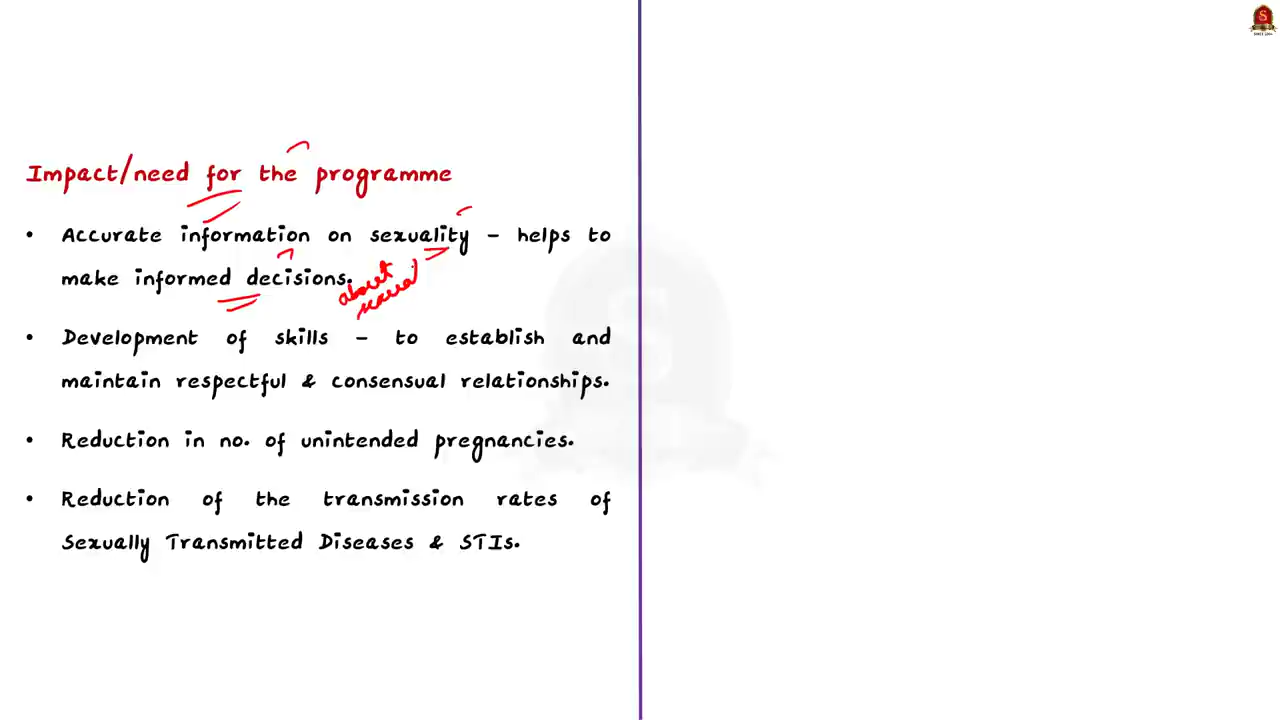 Impact/need for the programme
• Accurate information on sexuality – helps to
make informed decisions.
about
• Development of skills – to establish and
maintain respectful & consensual relationships.
• Reduction in no. of unintended pregnancies.
• Reduction of the transmission rates of
Sexually Transmitted Diseases & STIs.